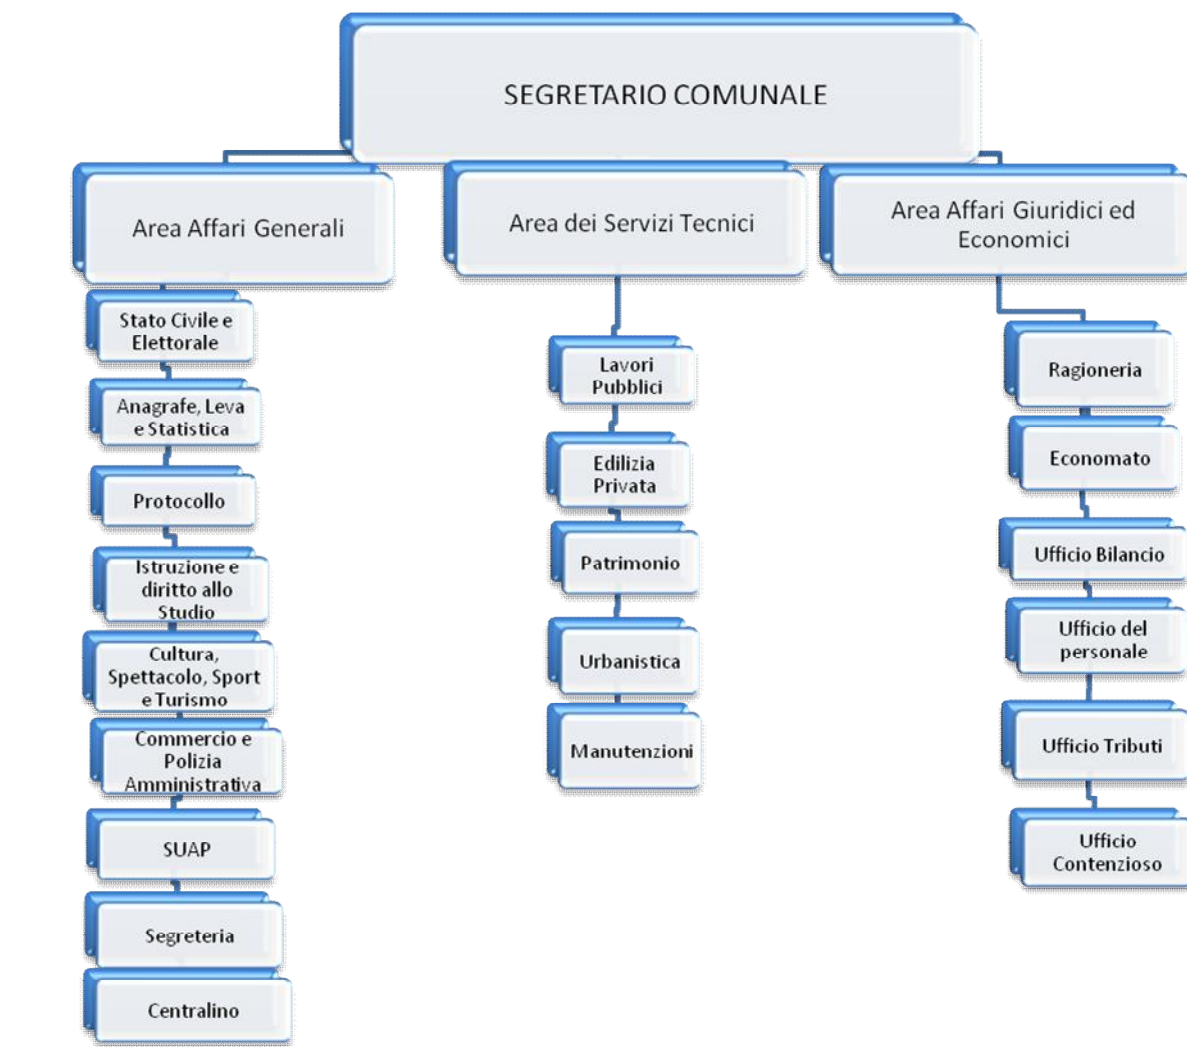 SEGRETARIO COMUNALE
Area Affari Generali
Stato Civile e
Elettorale
Anagrafe, Leva
e Statistica
Protocollo
Istruzione e
diritto allo
Studio
Cultura,
Spettacolo, Sport
e Turismo
Commercio e
Polizia
Amministrativa
SUAP
Segreteria
Centralino
Area dei Servizi Tecnici
Lavori
Pubblici
Edilizia
Privata
Patrimonio
Urbanistica
Manutenzioni
Area Affari Giuridici ed
Economici
Ragioneria
Economato
Ufficio Bilancio
Ufficio del
personale
Ufficio Tributi
Ufficio
Contenzioso